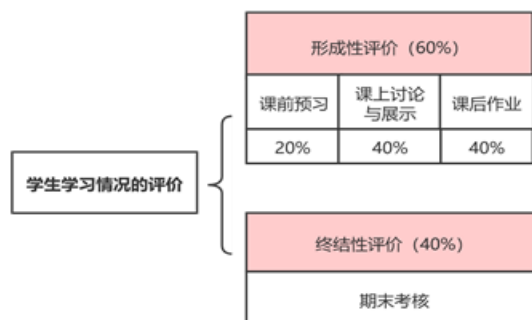 学生学习情况的评价
形成性评价（60%）
课前预习
课上讨论
与展示
课后作业
20%
40%
40%
终结性评价（40%）
期末考核